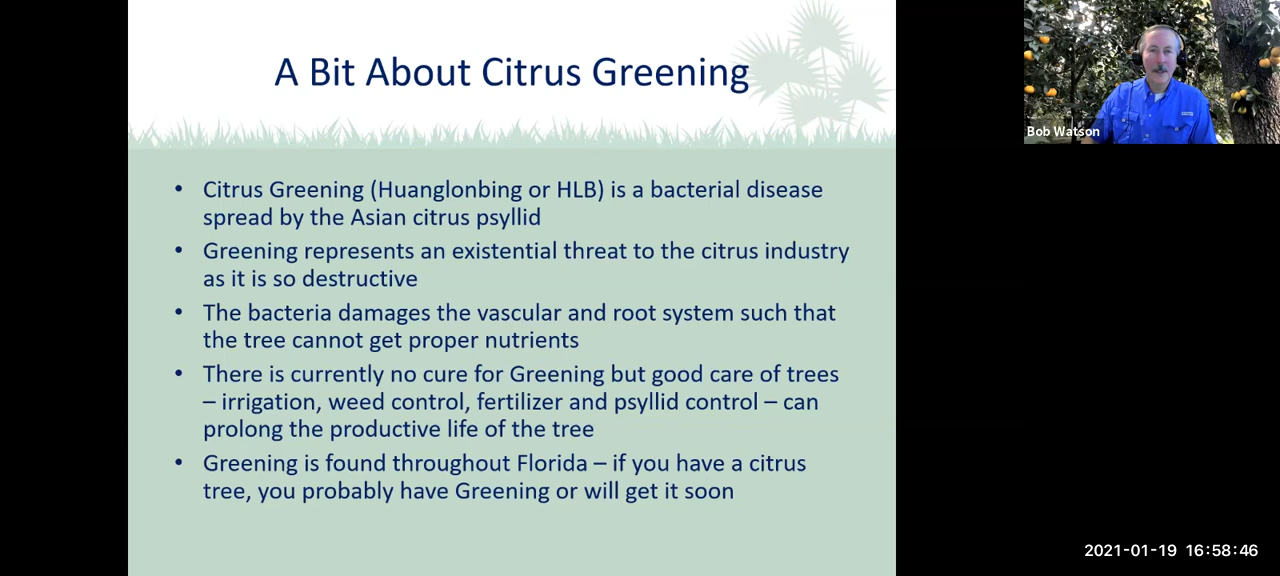 A Bit About Citrus Greening
• Citrus Greening (Huanglonbing or HLB) is a bacterial disease
spread by the Asian citrus psyllid
• Greening represents an existential threat to the citrus industry
as it is so destructive
• The bacteria damages the vascular and root system such that
the tree cannot get proper nutrients
• There is currently no cure for Greening but good care of trees
– irrigation, weed control, fertilizer and psyllid control – can
prolong the productive life of the tree
• Greening is found throughout Florida – if you have a citrus
tree, you probably have Greening or will get it soon
Bob Watson
2021-01-19 16:58:46